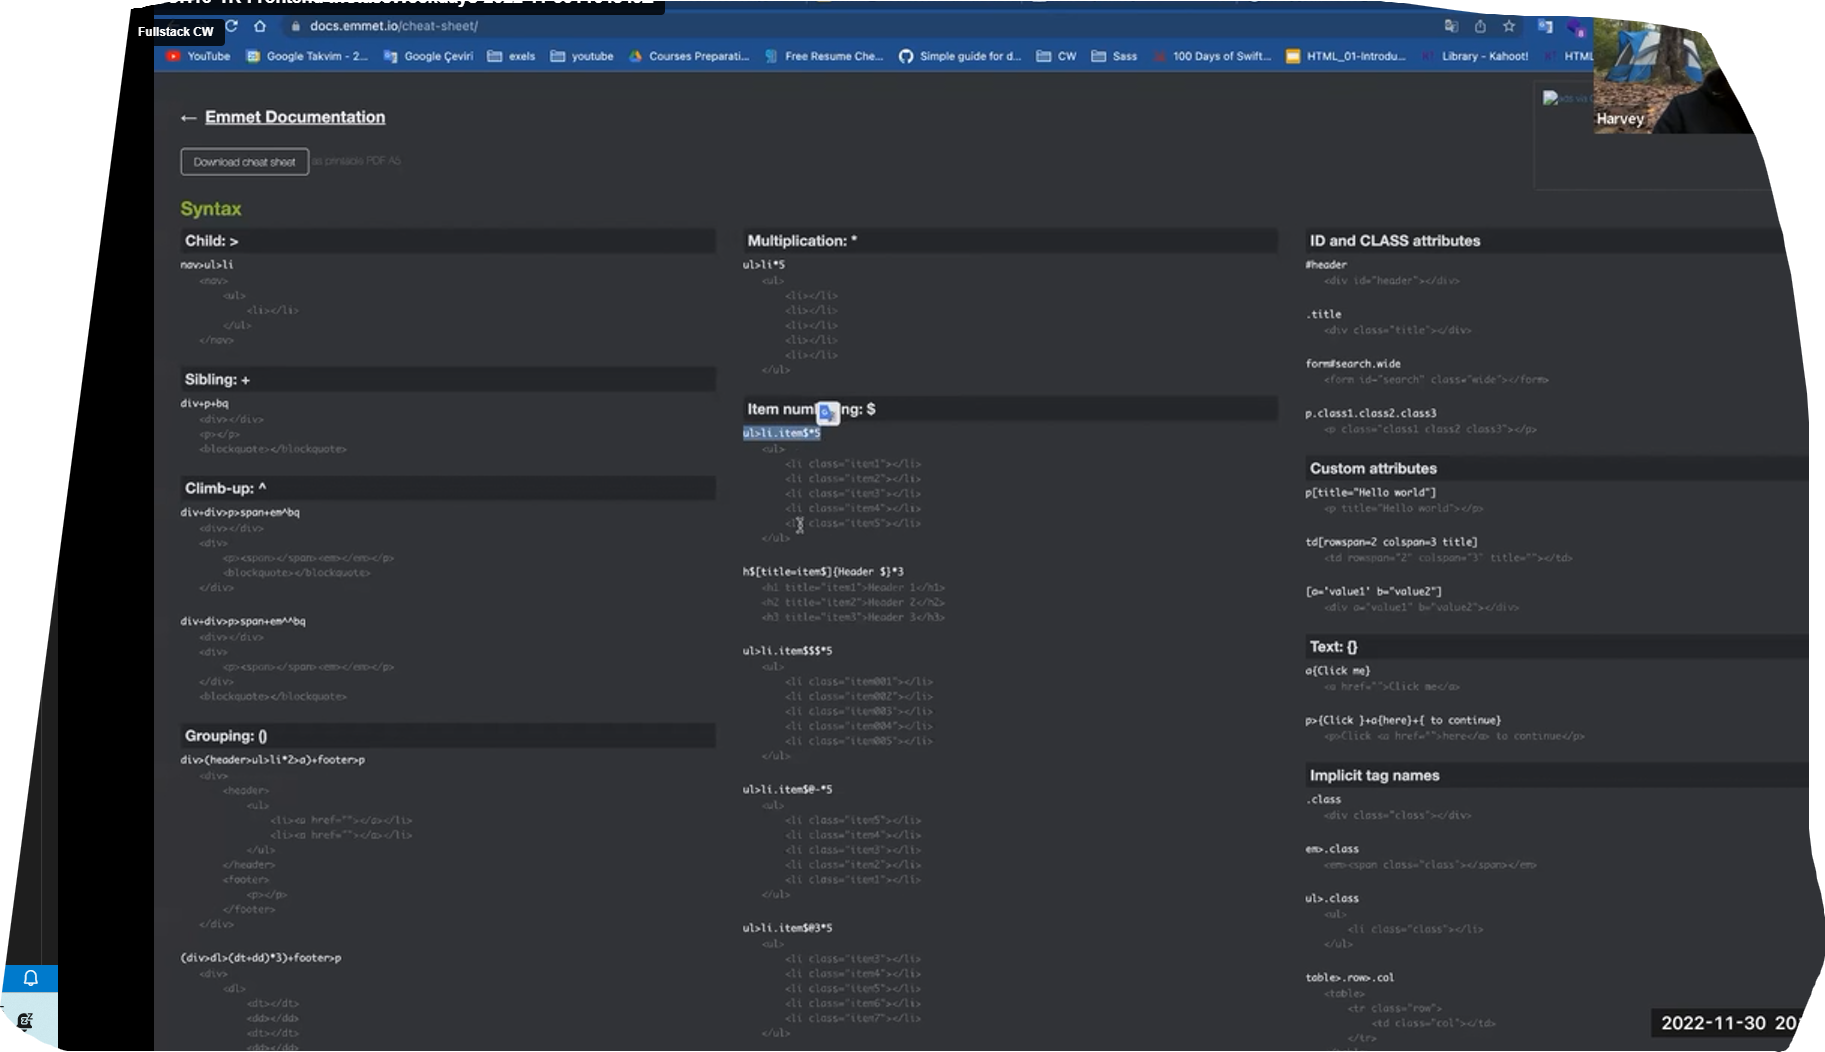 Fullstack CW
docs.emmet.io/cheat-sheet/
YouTube
Google Takvim - 2...
Google Çeviri
exels
youtube
Courses Preparati...
Free Resume Che...
Simple guide for d...
CW
Sass
100 Days of Swift...
HTML_01-Introdu...
Library - Kahoot!
HTML
Harvey
← Emmet Documentation
Download cheat sheet as printable PDF A5
Syntax
Child: >
nav>ul>li
<nav>
<ul>
<li></li>
</ul>
</nav>
Sibling: +
div+p+bq
<div></div>
<p></p>
<blockquote></blockquote>
Climb-up: ^
div+div>p>span+em^bq
<div></div>
<div>
<p><span></span><em></em></p>
<blockquote></blockquote>
</div>
div+div>p>span+em^^bq
<div></div>
<div>
<p><span></span><em></em></p>
</div>
<blockquote></blockquote>
Grouping: ()
div>(header>ul>li*2>a)+footer>p
<div>
<header>
<ul>
<li><a href=""></a></li>
<li><a href=""></a></li>
</ul>
</header>
<footer>
<p></p>
</footer>
</div>
(div>dl>(dt+dd)*3)+footer>p
<div>
<dl>
<dt></dt>
<dd></dd>
<dt></dt>
<dd></dd>
Multiplication: *
ul>li*5
<ul>
<li></li>
<li></li>
<li></li>
<li></li>
<li></li>
</ul>
Item num ng: $
ul>li.item$*5
<ul>
<li class="item1"></li>
<li class="item2"></li>
<li class="item3"></li>
<li class="item4"></li>
<li class="item5"></li>
</ul>
h$[title=item$]{Header $}*3
<h1 title="item1">Header 1</h1>
<h2 title="item2">Header 2</h2>
<h3 title="item3">Header 3</h3>
ul>li.item$$$*5
<ul>
<li class="item001"></li>
<li class="item002"></li>
<li class="item003"></li>
<li class="item004"></li>
<li class="item005"></li>
</ul>
ul>li.item$@-*5
<ul>
<li class="item5"></li>
<li class="item4"></li>
<li class="item3"></li>
<li class="item2"></li>
<li class="item1"></li>
</ul>
ul>li.item$@3*5
<ul>
<li class="item3"></li>
<li class="item4"></li>
<li class="item5"></li>
<li class="item6"></li>
<li class="item7"></li>
</ul>
ID and CLASS attributes
#header
<div id="header"></div>
.title
<div class="title"></div>
form#search.wide
<form id="search" class="wide"></form>
p.class1.class2.class3
<p class="class1 class2 class3"></p>
Custom attributes
p[title="Hello world"]
<p title="Hello world"></p>
td[rowspan=2 colspan=3 title]
<td rowspan="2" colspan="3" title=""></td>
[a='value1' b="value2"]
<div a="value1" b="value2"></div>
Text: {}
a{Click me}
<a href="">Click me</a>
p>{Click }+a{here}+{ to continue}
<p>Click <a href="">here</a> to continue</p>
Implicit tag names
.class
<div class="class"></div>
em>.class
<em><span class="class"></span></em>
ul>.class
<ul>
<li class="class"></li>
</ul>
table>.row>.col
<table>
<tr class="row">
<td class="col"></td>
</tr>
2022-11-30 20